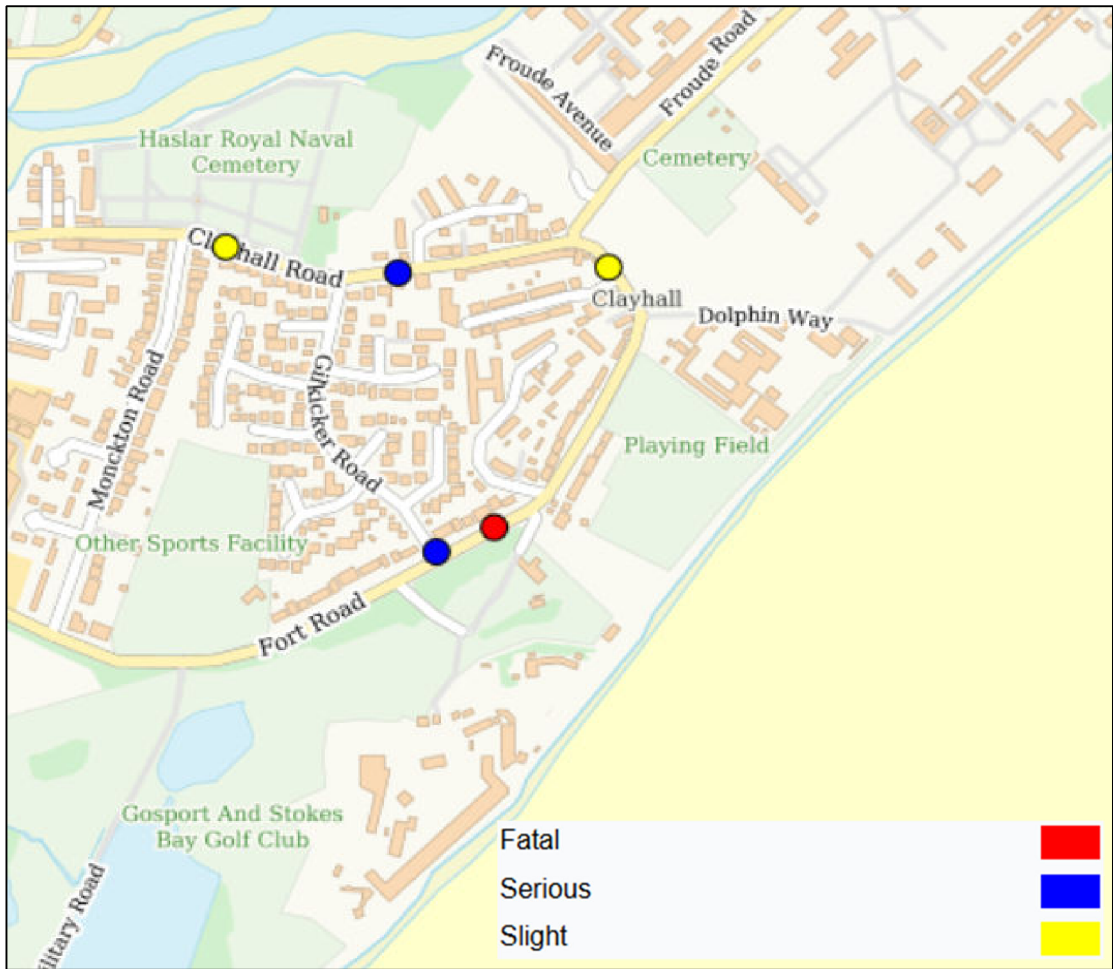 Froude Avenue
Froude Road
Haslar Royal Naval
Cemetery
Cemetery
Road
Clayhall
Dolphin Way
Gilkicker Road
Monckton Road
Playing Field
Other Sports Facility
Fort Road
Gosport And Stokes
Bay Golf Club
Fatal
Serious
Slight